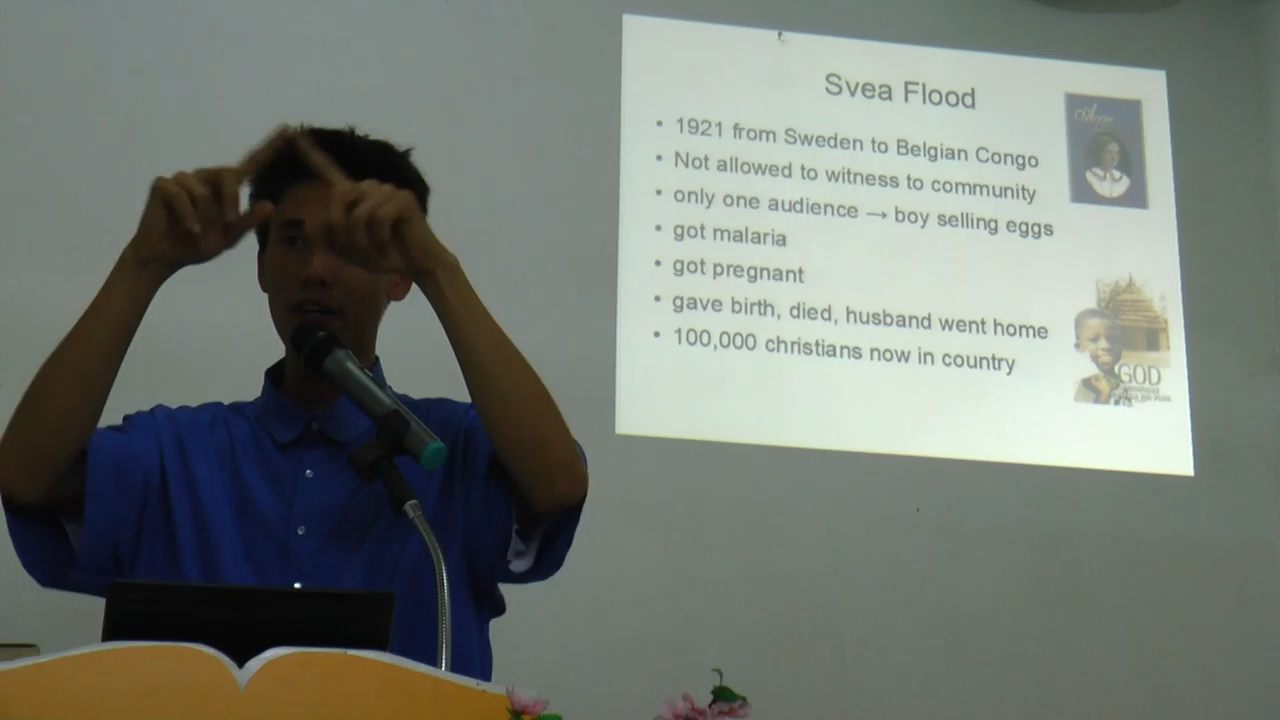 Svea Flood
• 1921 from Sweden to Belgian Congo
• Not allowed to witness to community
• only one audience → boy selling eggs
• got malaria
• got pregnant
• gave birth, died, husband went home
• 100,000 christians now in country
GOD